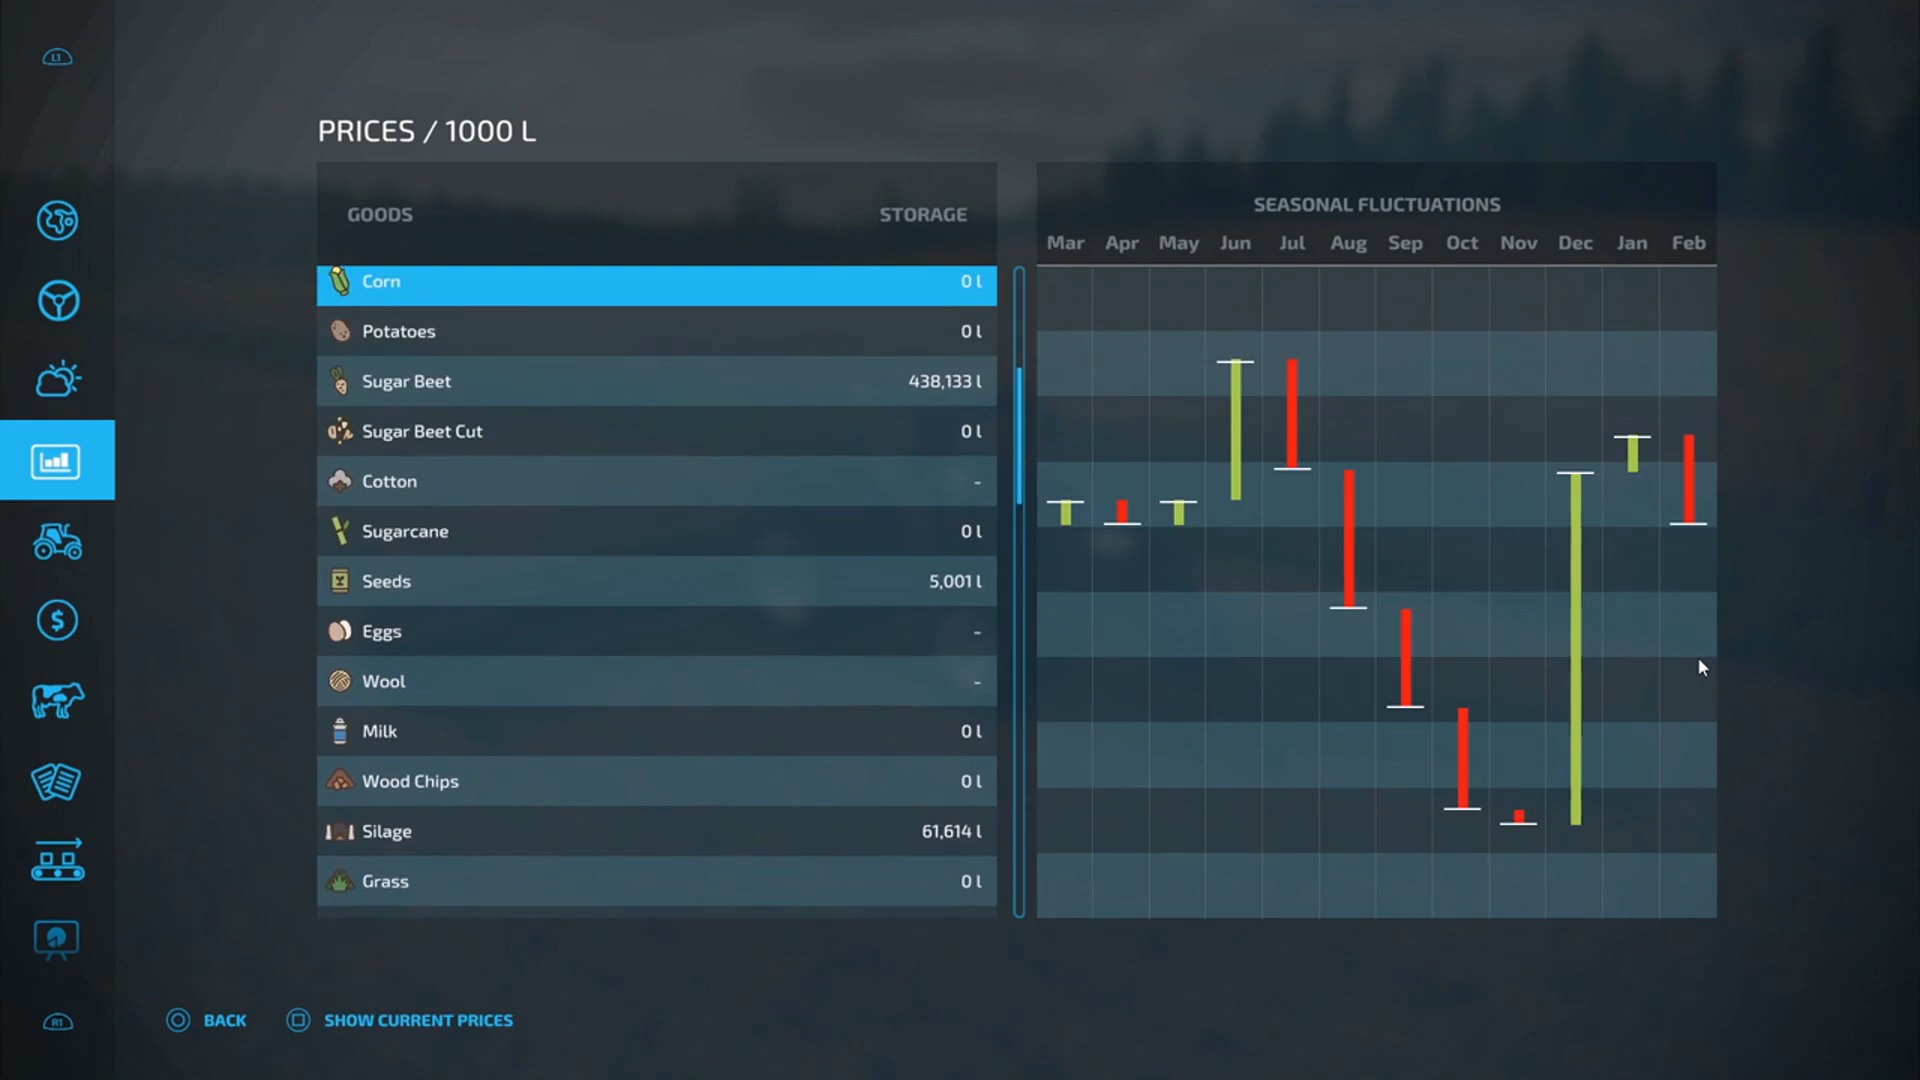 L1
PRICES / 1000 L
GOODS STORAGE
SEASONAL FLUCTUATIONS
Mar Apr May Jun Jul Aug Sep Oct Nov Dec Jan Feb
Corn 0 l
Potatoes 0 l
Sugar Beet 438,133 l
Sugar Beet Cut 0 l
Cotton -
Sugarcane 0 l
Seeds 5,001 l
Eggs -
Wool -
Milk 0 l
Wood Chips 0 l
Silage 61,614 l
Grass 0 l
$
R1
BACK SHOW CURRENT PRICES